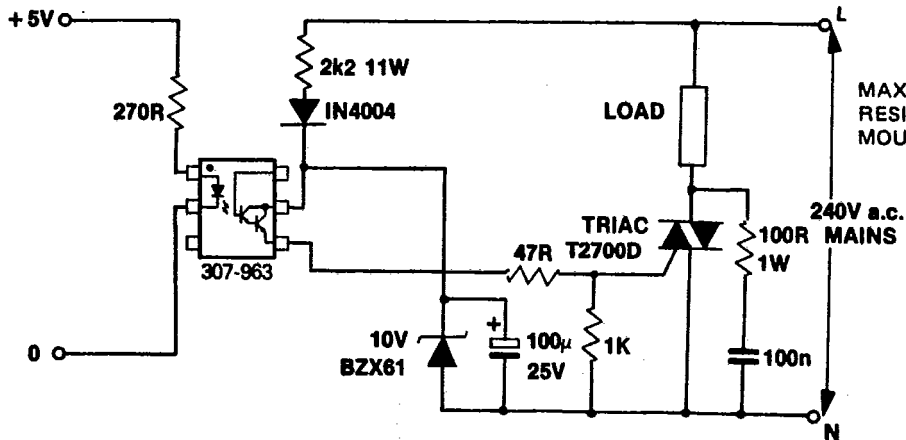 +5V
270R
2k2 11W
IN4004
307-963
0
10V
BZX61
+
100µ
25V
47R
1K
LOAD
TRIAC
T2700D
100R
1W
100n
L
240V a.c.
MAINS
N
MAX
RESI
MOU